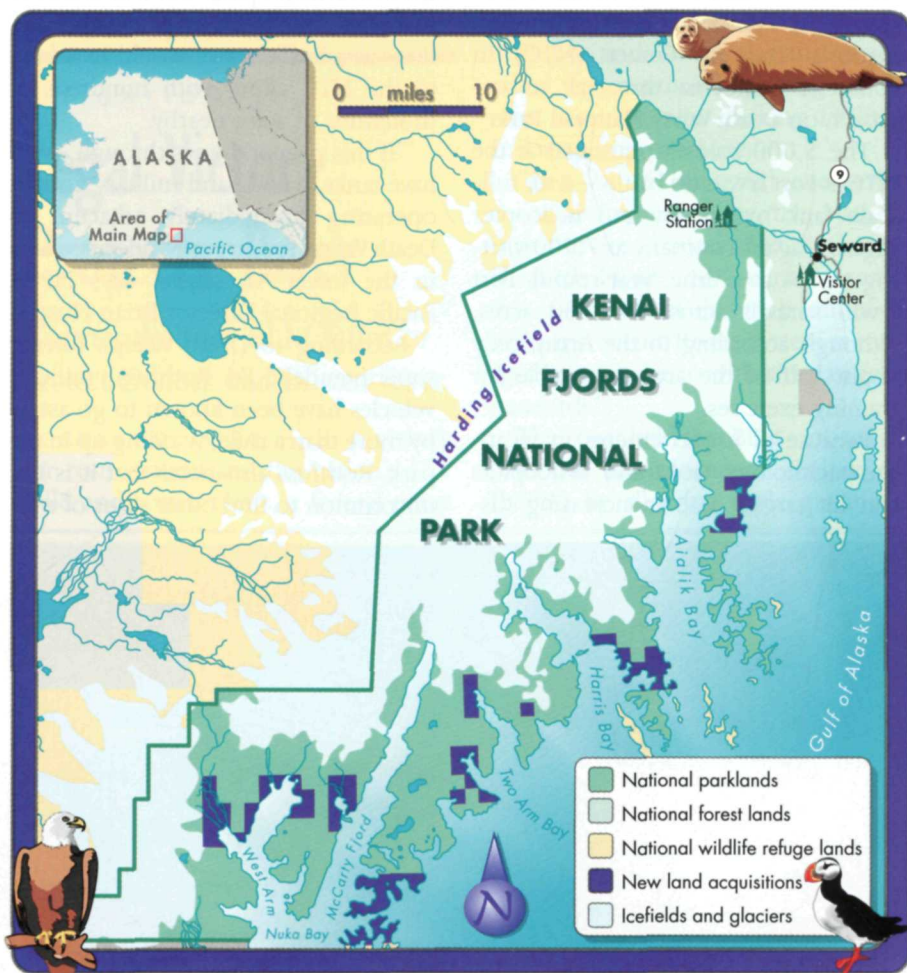 ALASKA
Area of
Main Map
Pacific Ocean
0 miles 10
9
Ranger
Station
Seward
Visitor
Center
KENAI
FJORDS
NATIONAL
PARK
Harding Icefield
Aialik Bay
Harris Bay
Two Arm Bay
McCarty Fjord
West Arm
Nuka Bay
Gulf of Alaska
N
National parklands
National forest lands
National wildlife refuge lands
New land acquisitions
Icefields and glaciers